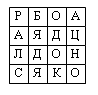 Р Б О А
А Я Д Ц
Л Д О Н
С Я К О